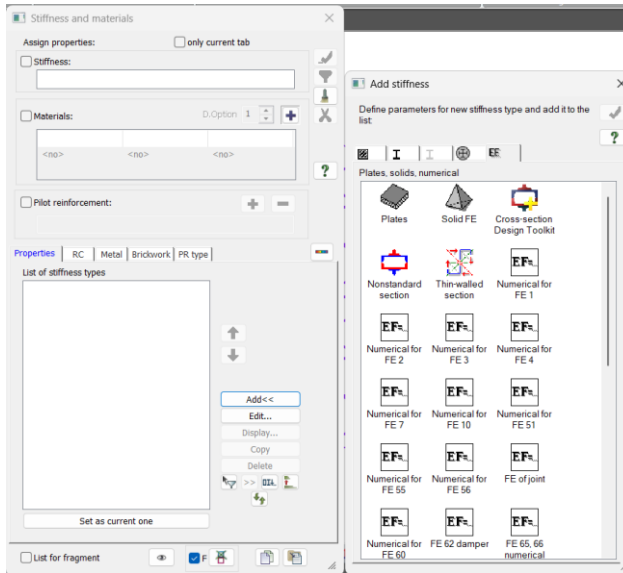 Stiffness and materials
Assign properties:
only current tab
Stiffness:
Materials:
D.Option 1
<no> <no> <no>
?
Pilot reinforcement:
Properties RC Metal Brickwork PR type
List of stiffness types
Add<<
Edit...
Display...
Copy
Delete
>>
Set as current one
List for fragment
F
Add stiffness
Define parameters for new stiffness type and add it to the
list:
?
Plates, solids, numerical
Plates Solid FE Cross-section
Design Toolkit
Nonstandard Thin-walled Numerical for
section section FE 1
Numerical for Numerical for Numerical for
FE 2 FE 3 FE 4
Numerical for Numerical for Numerical for
FE 7 FE 10 FE 51
Numerical for Numerical for FE of joint
FE 55 FE 56
Numerical for FE 62 damper FE 65, 66
FE 60 numerical